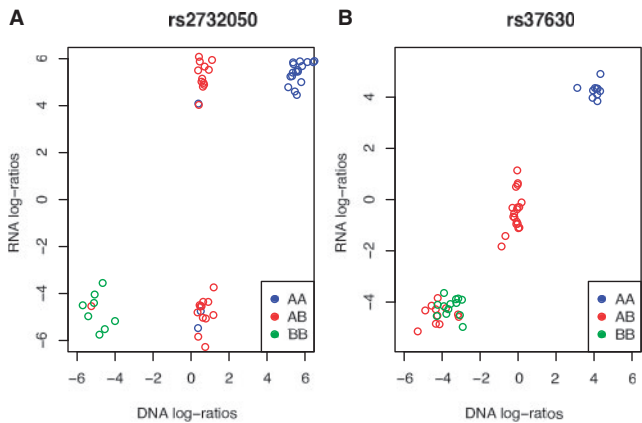 A
rs2732050
RNA log-ratios
6
4
2
0
-2
-4
-6
AA
AB
BB
-6 -4 -2 0 2 4 6
DNA log-ratios
B
rs37630
RNA log-ratios
4
2
0
-2
-4
AA
AB
BB
-6 -4 -2 0 2 4 6
DNA log-ratios